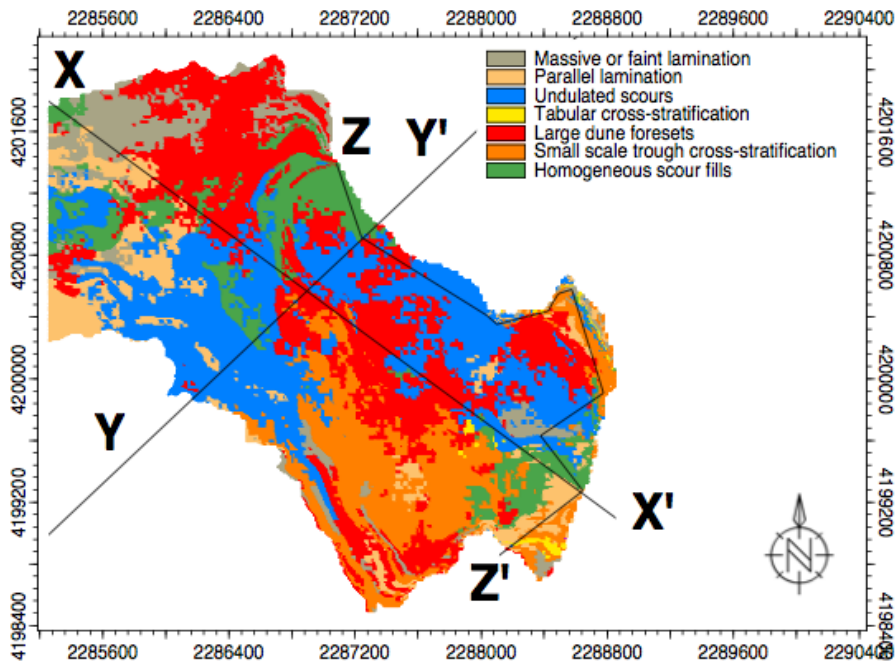 2285600 2286400 2287200 2288000 2288800 2289600 2290400
X
Massive or faint lamination
Parallel lamination
Undulated scours
Tabular cross-stratification
Large dune foresets
Small scale trough cross-stratification
Homogeneous scour fills
Z Y'
4201600 4201600
4200800 4200800
4200000 4200000
Y
4199200 4199200
X'
N
Z'
4198400 4198400
2285600 2286400 2287200 2288000 2288800 2289600 2290400